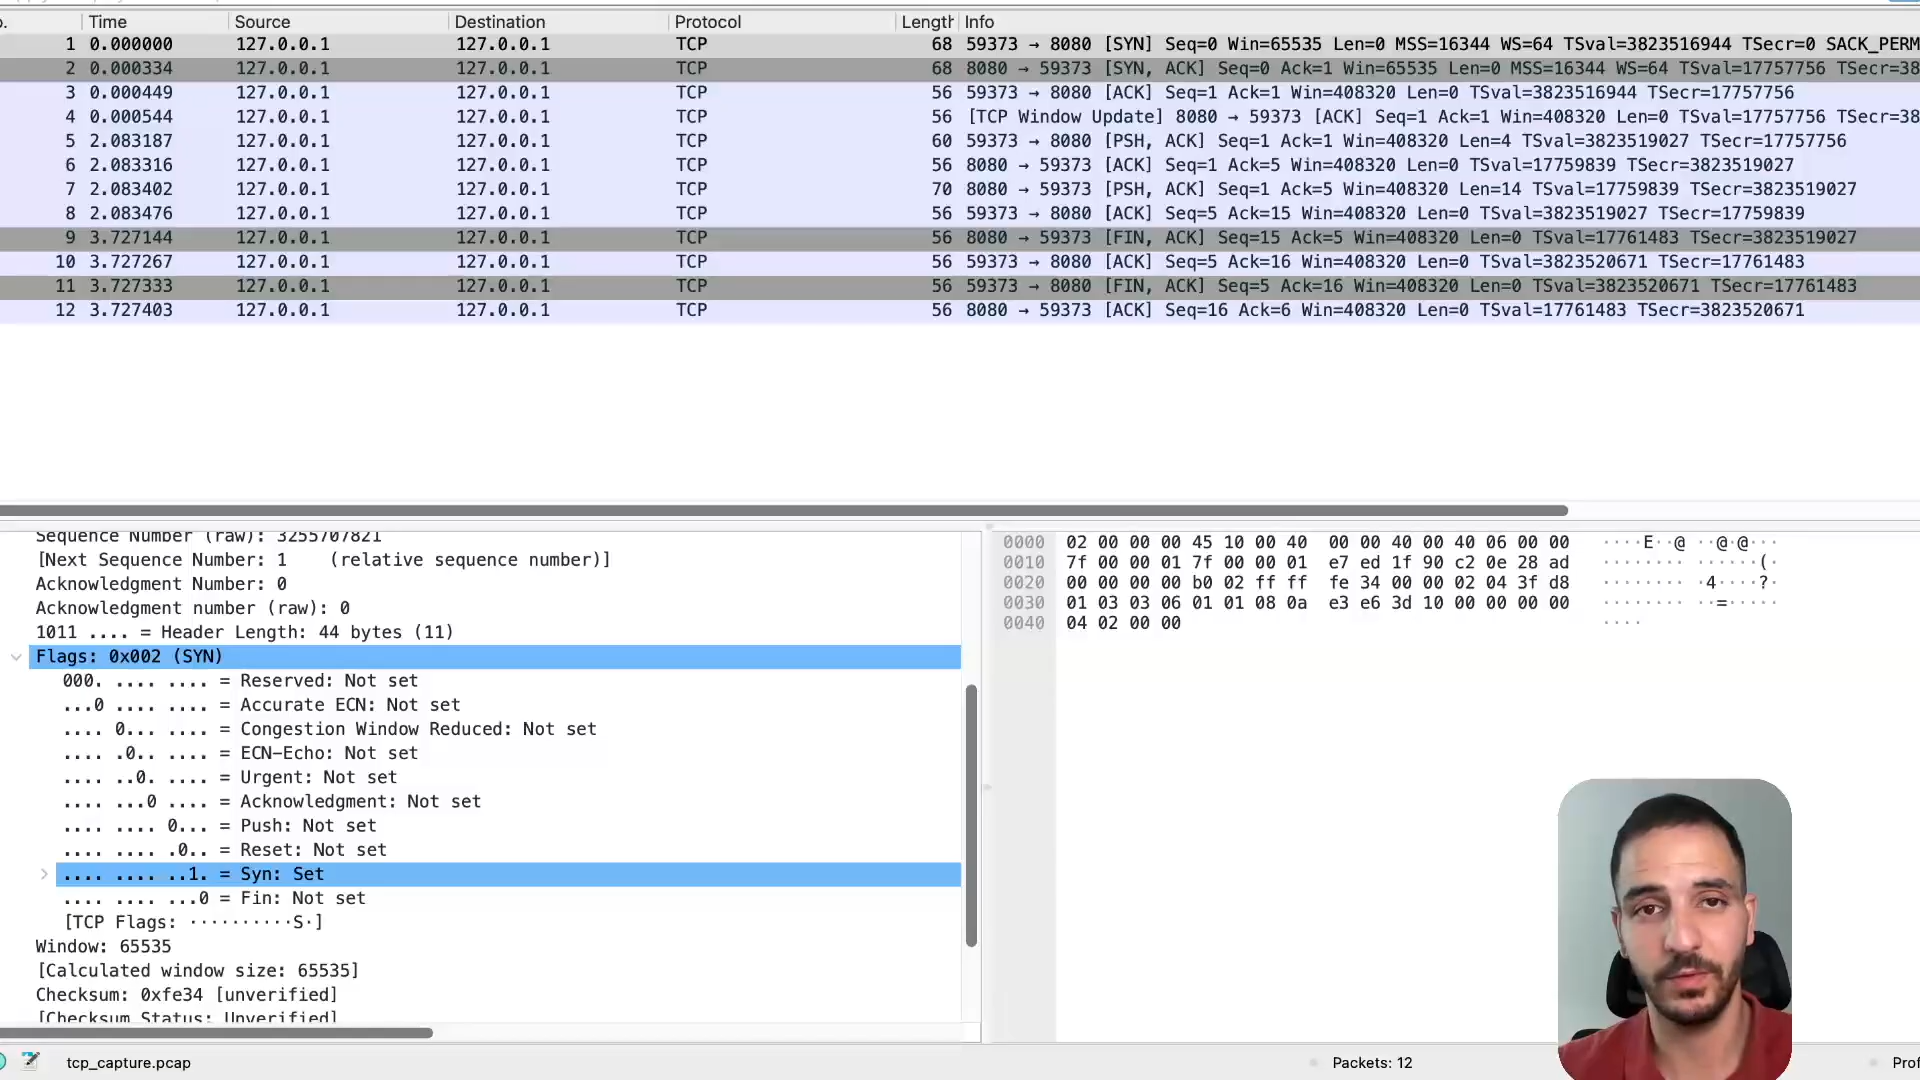 Time Source Destination Protocol Length Info
1 0.000000 127.0.0.1 127.0.0.1 TCP 68 59373 → 8080 [SYN] Seq=0 Win=65535 Len=0 MSS=16344 WS=64 TSval=3823516944 TSecr=0 SACK_PERM
2 0.000334 127.0.0.1 127.0.0.1 TCP 68 8080 → 59373 [SYN, ACK] Seq=0 Ack=1 Win=65535 Len=0 MSS=16344 WS=64 TSval=17757756 TSecr=38
3 0.000449 127.0.0.1 127.0.0.1 TCP 56 59373 → 8080 [ACK] Seq=1 Ack=1 Win=408320 Len=0 TSval=3823516944 TSecr=17757756
4 0.000544 127.0.0.1 127.0.0.1 TCP 56 [TCP Window Update] 8080 → 59373 [ACK] Seq=1 Ack=1 Win=408320 Len=0 TSval=17757756 TSecr=38
5 2.083187 127.0.0.1 127.0.0.1 TCP 60 59373 → 8080 [PSH, ACK] Seq=1 Ack=1 Win=408320 Len=4 TSval=3823519027 TSecr=17757756
6 2.083316 127.0.0.1 127.0.0.1 TCP 56 8080 → 59373 [ACK] Seq=1 Ack=5 Win=408320 Len=0 TSval=17759839 TSecr=3823519027
7 2.083402 127.0.0.1 127.0.0.1 TCP 70 8080 → 59373 [PSH, ACK] Seq=1 Ack=5 Win=408320 Len=14 TSval=17759839 TSecr=3823519027
8 2.083476 127.0.0.1 127.0.0.1 TCP 56 59373 → 8080 [ACK] Seq=5 Ack=15 Win=408320 Len=0 TSval=3823519027 TSecr=17759839
9 3.727144 127.0.0.1 127.0.0.1 TCP 56 8080 → 59373 [FIN, ACK] Seq=15 Ack=5 Win=408320 Len=0 TSval=17761483 TSecr=3823519027
10 3.727267 127.0.0.1 127.0.0.1 TCP 56 59373 → 8080 [ACK] Seq=5 Ack=16 Win=408320 Len=0 TSval=3823520671 TSecr=17761483
11 3.727333 127.0.0.1 127.0.0.1 TCP 56 59373 → 8080 [FIN, ACK] Seq=5 Ack=16 Win=408320 Len=0 TSval=3823520671 TSecr=17761483
12 3.727403 127.0.0.1 127.0.0.1 TCP 56 8080 → 59373 [ACK] Seq=16 Ack=6 Win=408320 Len=0 TSval=17761483 TSecr=3823520671
Sequence Number (raw): 3255707821
[Next Sequence Number: 1 (relative sequence number)]
Acknowledgment Number: 0
Acknowledgment number (raw): 0
1011 .... = Header Length: 44 bytes (11)
Flags: 0x002 (SYN)
000. .... .... = Reserved: Not set
...0 .... .... = Accurate ECN: Not set
.... 0... .... = Congestion Window Reduced: Not set
.... .0.. .... = ECN-Echo: Not set
.... ..0. .... = Urgent: Not set
.... ...0 .... = Acknowledgment: Not set
.... .... 0... = Push: Not set
.... .... .0.. = Reset: Not set
.... .... ..1. = Syn: Set
.... .... ...0 = Fin: Not set
[TCP Flags: ··········S·]
Window: 65535
[Calculated window size: 65535]
Checksum: 0xfe34 [unverified]
[Checksum Status: Unverified]
0000 02 00 00 00 45 10 00 40 00 00 40 00 40 06 00 00 ····E··@ ··@·@···
0010 7f 00 00 01 7f 00 00 01 e7 ed 1f 90 c2 0e 28 ad ········ ······(·
0020 00 00 00 00 b0 02 ff ff fe 34 00 00 02 04 3f d8 ········ ·4····?·
0030 01 03 03 06 01 01 08 0a e3 e6 3d 10 00 00 00 00 ········ ··=·····
0040 04 02 00 00 ····
tcp_capture.pcap
Packets: 12
Prof